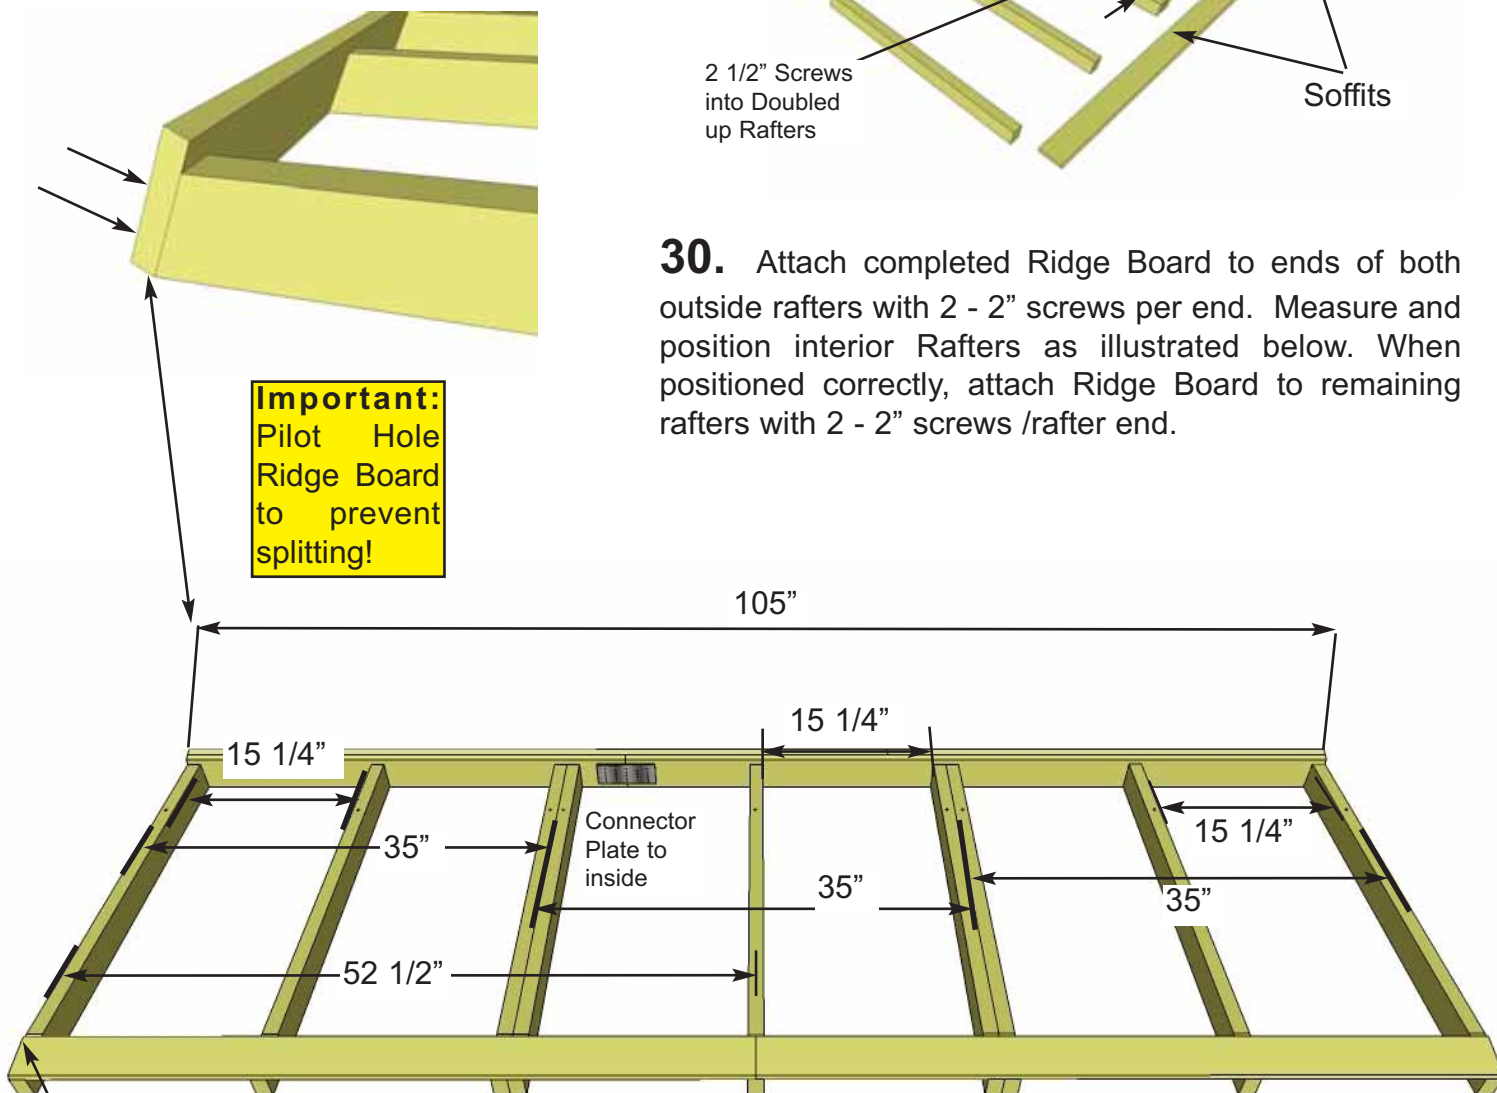 2 1/2” Screws
into Doubled
up Rafters
Soffits
30. Attach completed Ridge Board to ends of both
outside rafters with 2 - 2” screws per end. Measure and
position interior Rafters as illustrated below. When
positioned correctly, attach Ridge Board to remaining
rafters with 2 - 2” screws /rafter end.
Important:
Pilot Hole
Ridge Board
to prevent
splitting!
105”
15 1/4”
15 1/4”
Connector
Plate to
inside
35”
15 1/4”
35”
35”
52 1/2”